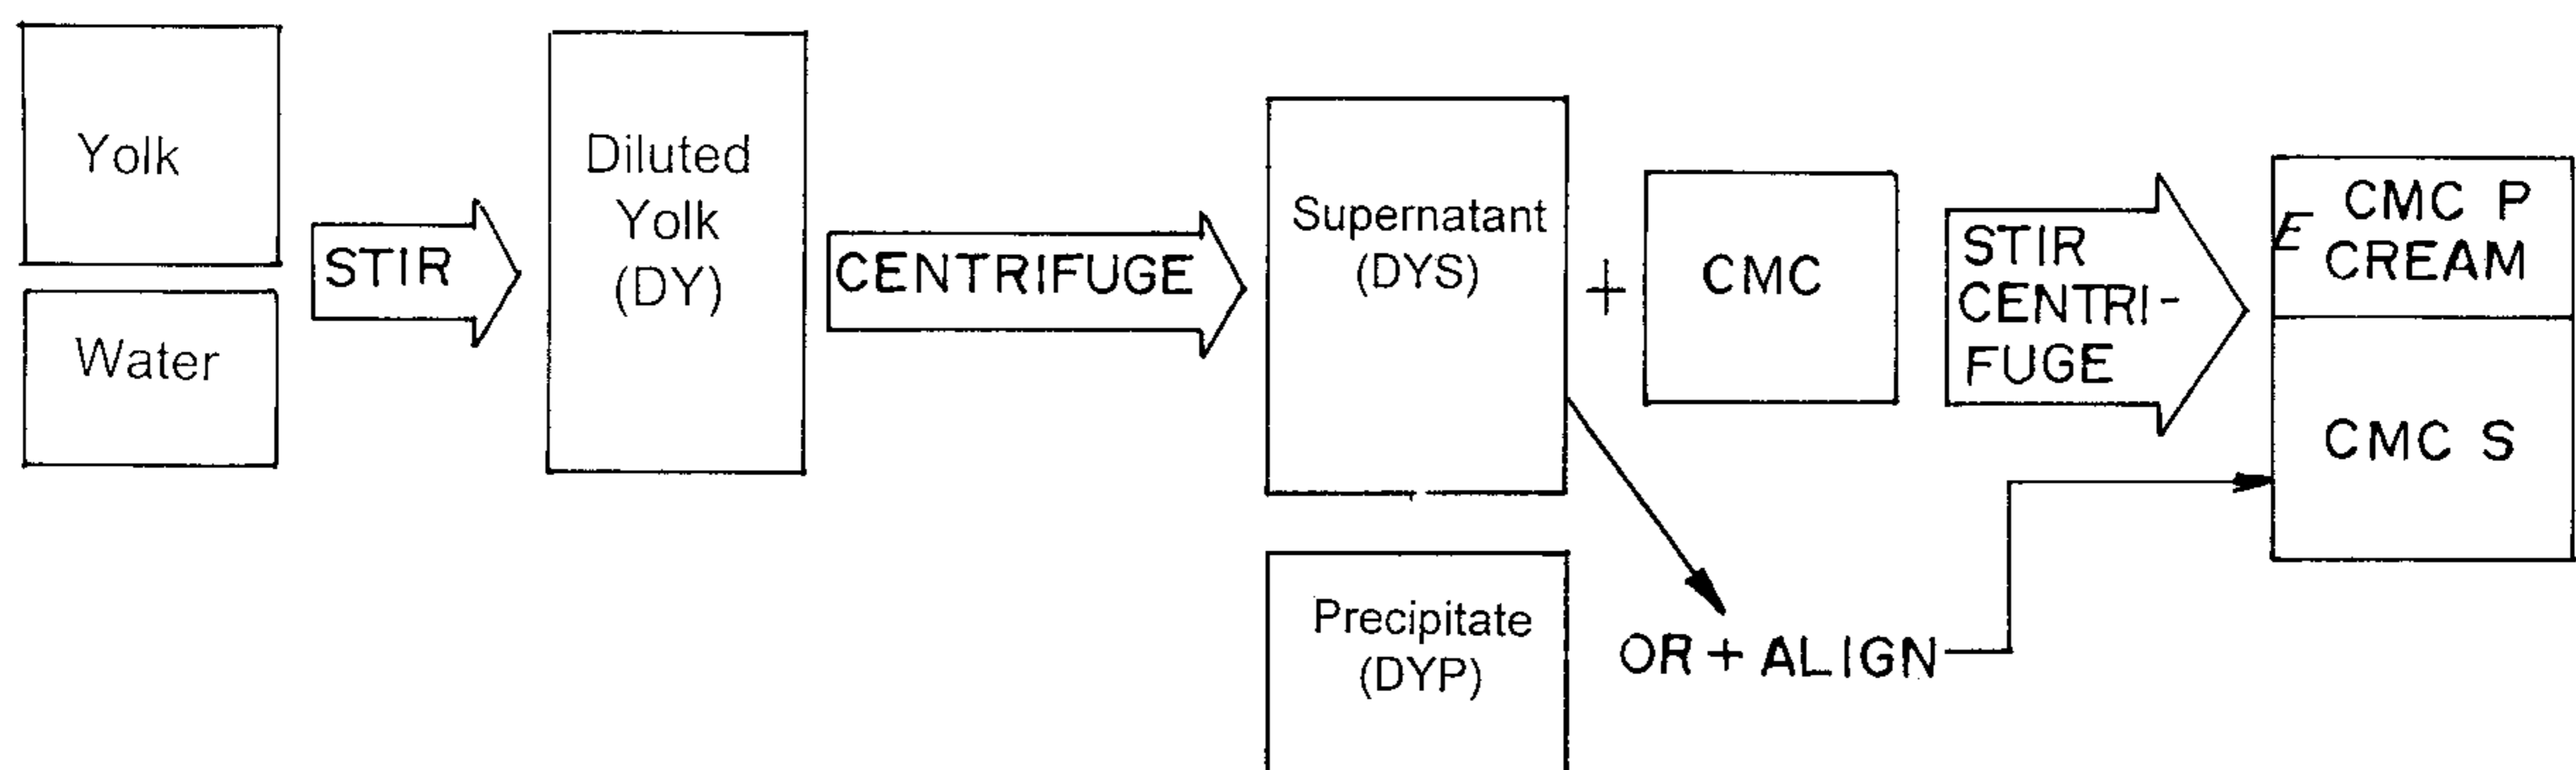 Yolk
Water
STIR
Diluted
Yolk
(DY)
CENTRIFUGE
Supernatant
(DYS)
+
CMC
STIR
CENTRI-
FUGE
CMC P
E CREAM
CMC S
Precipitate
(DYP)
OR + ALIGN